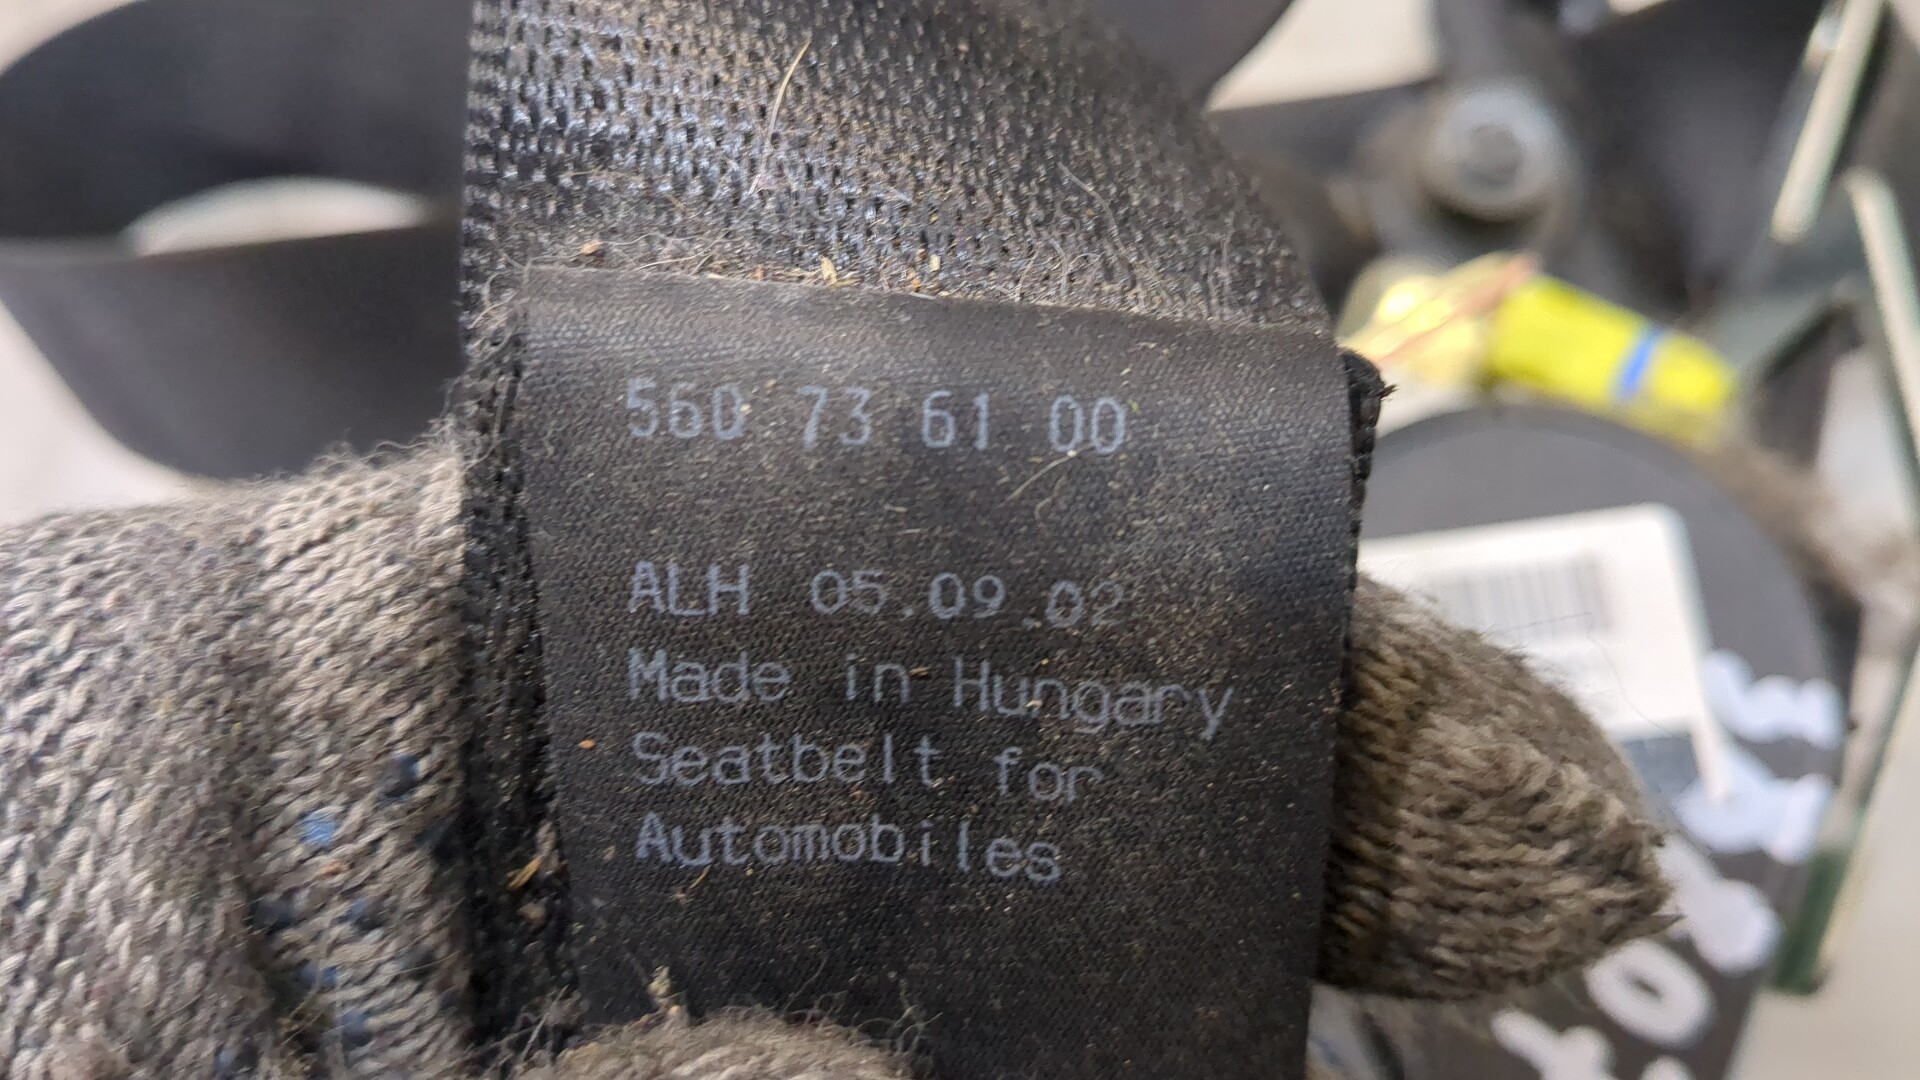 560 73 61 00
ALH 05.09.02
Made in Hungary
Seatbelt for
Automobiles